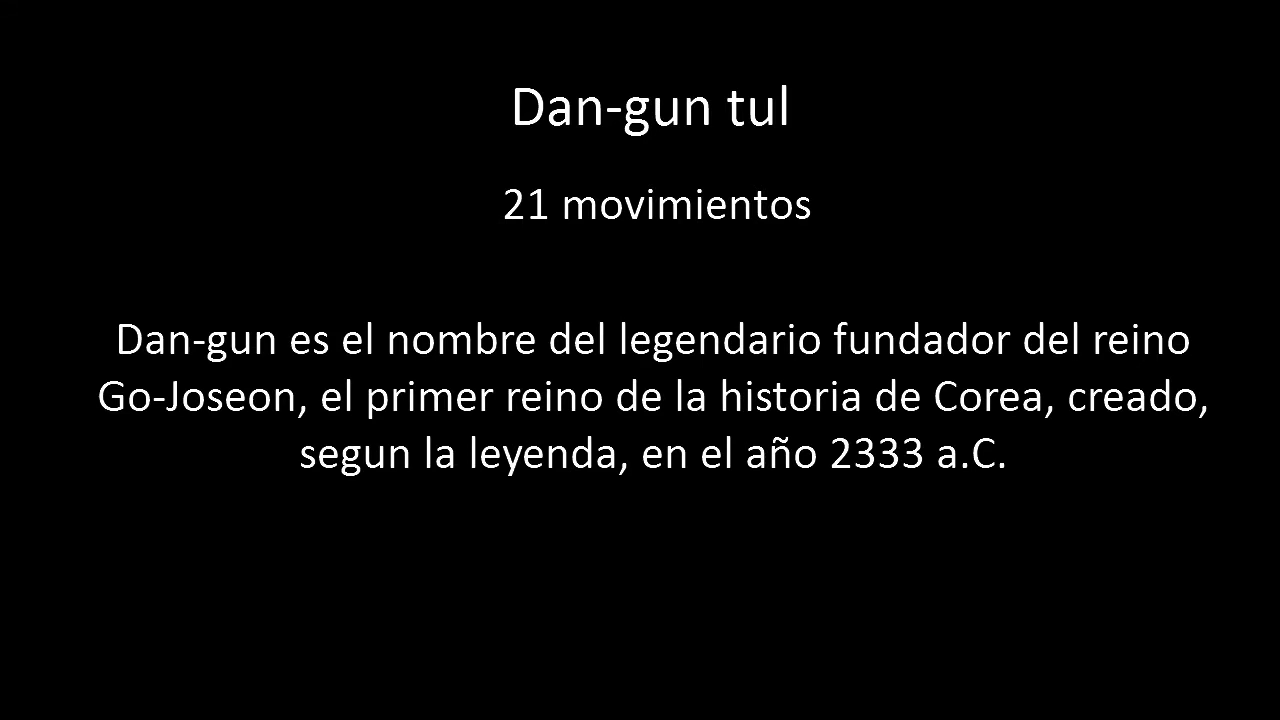 Dan-gun tul
21 movimientos
Dan-gun es el nombre del legendario fundador del reino
Go-Joseon, el primer reino de la historia de Corea, creado,
segun la leyenda, en el año 2333 a.C.